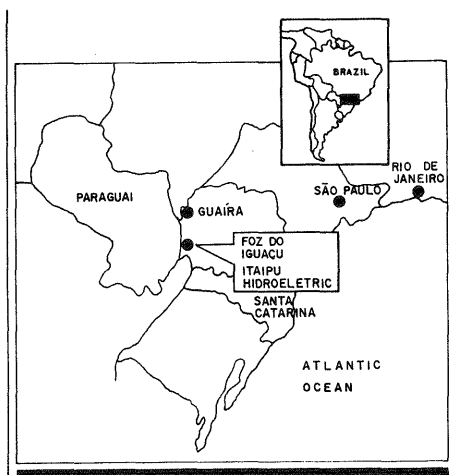 BRAZIL
RIO DE
JANEIRO
SÃO PAULO
PARAGUAI
GUAÍRA
FOZ DO
IGUAÇU
ITAIPU
HIDROELETRIC
SANTA
CATARINA
ATLANTIC
OCEAN